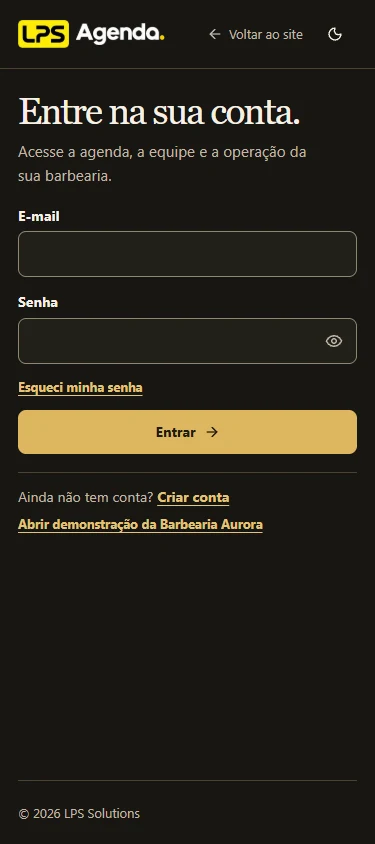 LPS Agenda.
Voltar ao site
Entre na sua conta.
Acesse a agenda, a equipe e a operação da
sua barbearia.
E-mail
Senha
Esqueci minha senha
Entrar
Ainda não tem conta? Criar conta
Abrir demonstração da Barbearia Aurora
© 2026 LPS Solutions